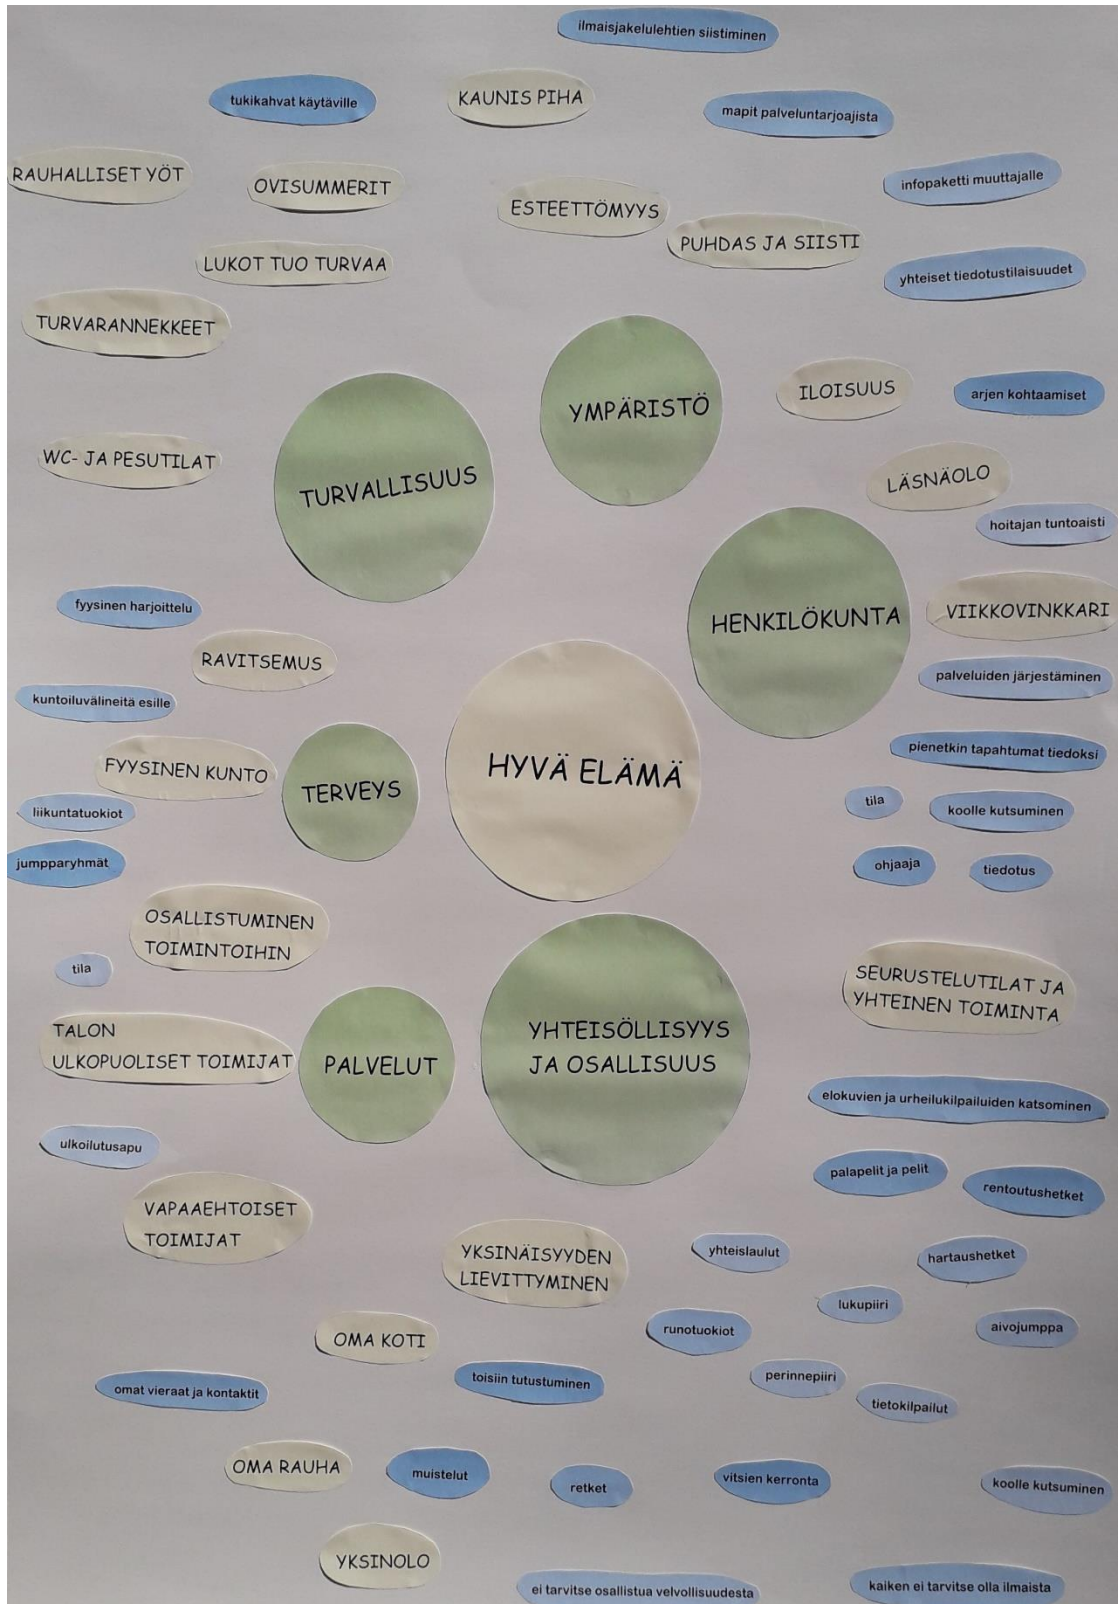 ilmaisjakelulehtien siistiminen
tukikahvat käytäville
KAUNIS PIHA
mapit palveluntarjoajista
RAUHALLISET YÖT
OVISUMMERIT
ESTEETTÖMYYS
infopaketti muuttajalle
PUHDAS JA SIISTI
LUKOT TUO TURVAA
yhteiset tiedotustilaisuudet
TURVARANNEKKEET
YMPÄRISTÖ
ILOISUUS
arjen kohtaamiset
WC- JA PESUTILAT
TURVALLISUUS
LÄSNÄOLO
hoitajan tuntoaisti
fyysinen harjoittelu
HENKILÖKUNTA
VIIKKOVINKKARI
RAVITSEMUS
palveluiden järjestäminen
kuntoiluvälineitä esille
pienetkin tapahtumat tiedoksi
FYYSINEN KUNTO
TERVEYS
HYVÄ ELÄMÄ
tila
koolle kutsuminen
liikuntatuokiot
jumpparyhmät
ohjaaja
tiedotus
OSALLISTUMINEN
TOIMINTOIHIN
tila
SEURUSTELUTILAT JA
YHTEINEN TOIMINTA
TALON
ULKOPUOLISET TOIMIJAT
PALVELUT
YHTEISÖLLISYYS
JA OSALLISUUS
elokuvien ja urheilukilpailuiden katsominen
ulkoilutusapu
palapelit ja pelit
rentoutushetket
VAPAAEHTOISET
TOIMIJAT
YKSINÄISYYDEN
LIEVITTYMINEN
yhteislaulut
hartaushetket
lukupiiri
OMA KOTI
runotuokiot
aivojumppa
omat vieraat ja kontaktit
toisiin tutustuminen
perinnepiiri
tietokilpailut
OMA RAUHA
muistelut
retket
vitsien kerronta
koolle kutsuminen
YKSINOLO
ei tarvitse osallistua velvollisuudesta
kaiken ei tarvitse olla ilmaista